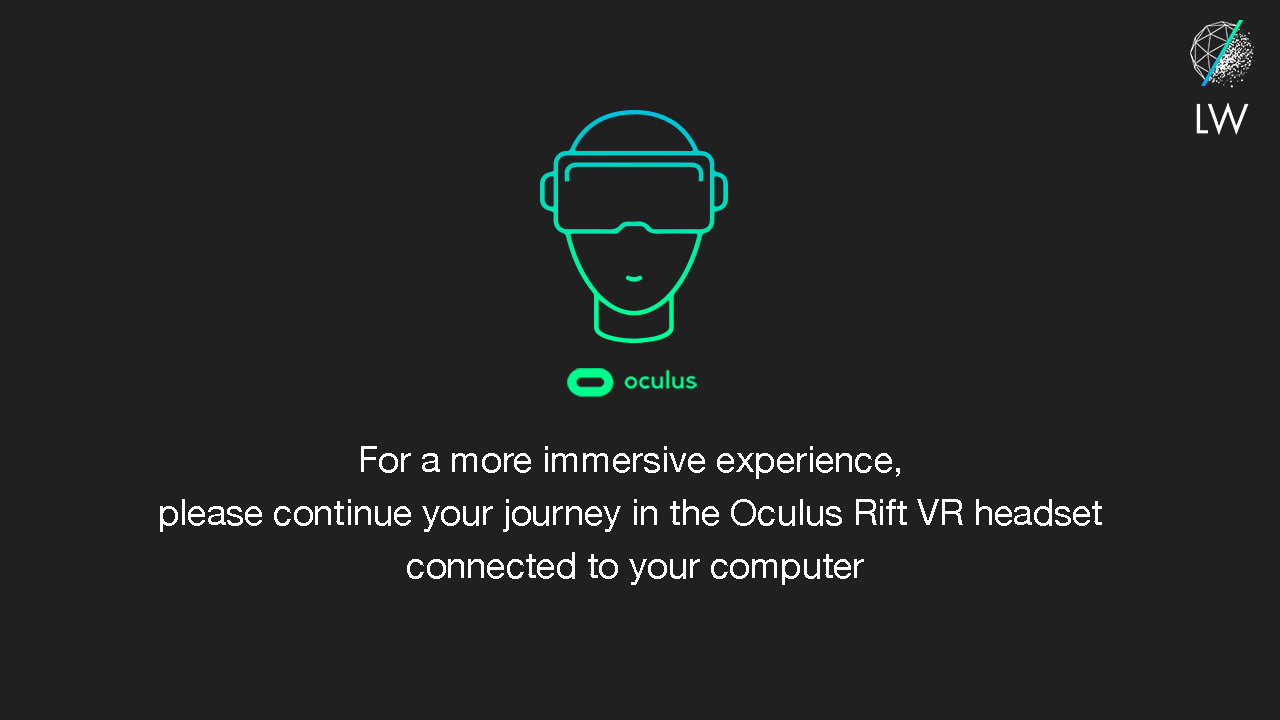 LW
oculus
For a more immersive experience,
please continue your journey in the Oculus Rift VR headset
connected to your computer